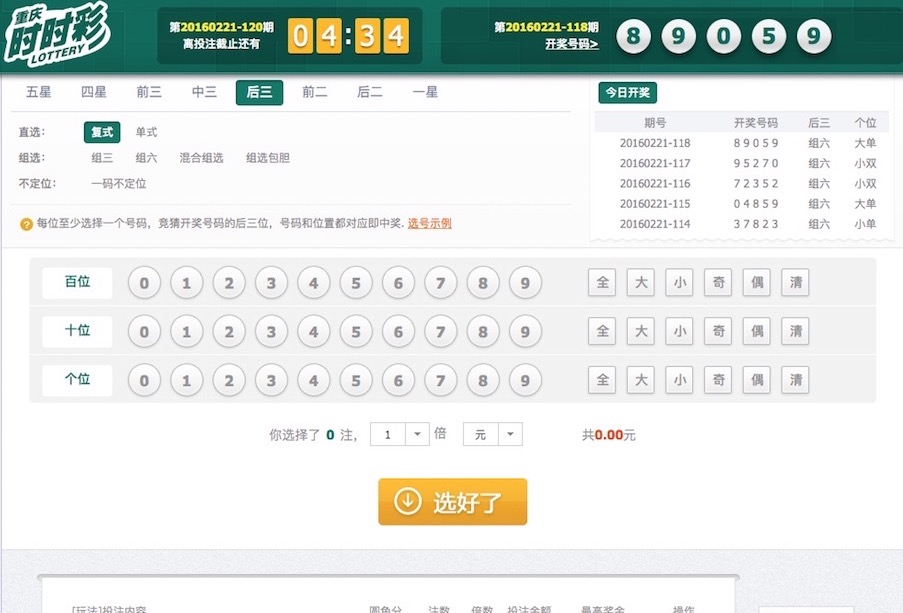 重庆
时时彩
LOTTERY
第20160221-120期
离投注截止还有
04:34
第20160221-118期
开奖号码>
8 9 0 5 9
五星 四星 前三 中三 后三 前二 后二 一星
直选： 复式 单式
组选： 组三 组六 混合组选 组选包胆
不定位： 一码不定位
? 每位至少选择一个号码，竞猜开奖号码的后三位，号码和位置都对应即中奖. 选号示例
今日开奖
期号 开奖号码 后三 个位
20160221-118 8 9 0 5 9 组六 大单
20160221-117 9 5 2 7 0 组六 小双
20160221-116 7 2 3 5 2 组六 小双
20160221-115 0 4 8 5 9 组六 大单
20160221-114 3 7 8 2 3 组六 小单
百位 0 1 2 3 4 5 6 7 8 9 全 大 小 奇 偶 清
十位 0 1 2 3 4 5 6 7 8 9 全 大 小 奇 偶 清
个位 0 1 2 3 4 5 6 7 8 9 全 大 小 奇 偶 清
你选择了 0 注, 1 倍 元 共0.00元
选好了
[玩法]投注内容 圆角分 注数 倍数 投注金额 最高奖金 操作